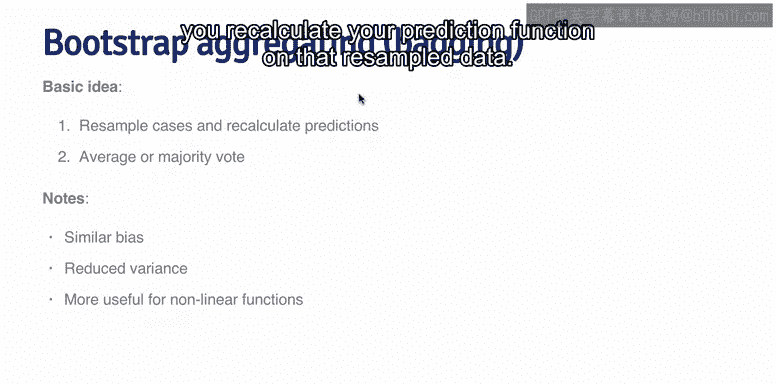 Bootstrap aggregating (bagging)
you recalculate your prediction function
on that resampled data.
Basic idea:
1. Resample cases and recalculate predictions
2. Average or majority vote
Notes:
· Similar bias
· Reduced variance
· More useful for non-linear functions